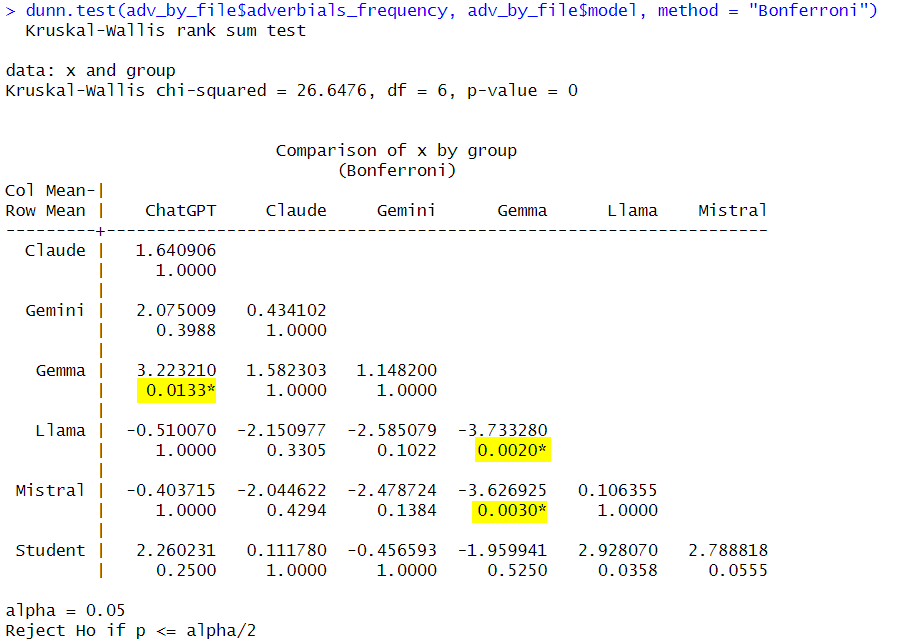 > dunn.test(adv_by_file$adverbials_frequency, adv_by_file$model, method = "Bonferroni")
  Kruskal-Wallis rank sum test

data: x and group
Kruskal-Wallis chi-squared = 26.6476, df = 6, p-value = 0


                           Comparison of x by group
                                 (Bonferroni)
Col Mean-|
Row Mean |    ChatGPT     Claude     Gemini      Gemma      Llama    Mistral
---------+------------------------------------------------------------------
  Claude |   1.640906
         |     1.0000
         |
  Gemini |   2.075009   0.434102
         |     0.3988     1.0000
         |
   Gemma |   3.223210   1.582303   1.148200
         |    0.0133*     1.0000     1.0000
         |
   Llama |  -0.510070  -2.150977  -2.585079  -3.733280
         |     1.0000     0.3305     0.1022    0.0020*
         |
 Mistral |  -0.403715  -2.044622  -2.478724  -3.626925   0.106355
         |     1.0000     0.4294     0.1384    0.0030*     1.0000
         |
 Student |   2.260231   0.111780  -0.456593  -1.959941   2.928070   2.788818
         |     0.2500     1.0000     1.0000     0.5250     0.0358     0.0555

alpha = 0.05
Reject Ho if p <= alpha/2